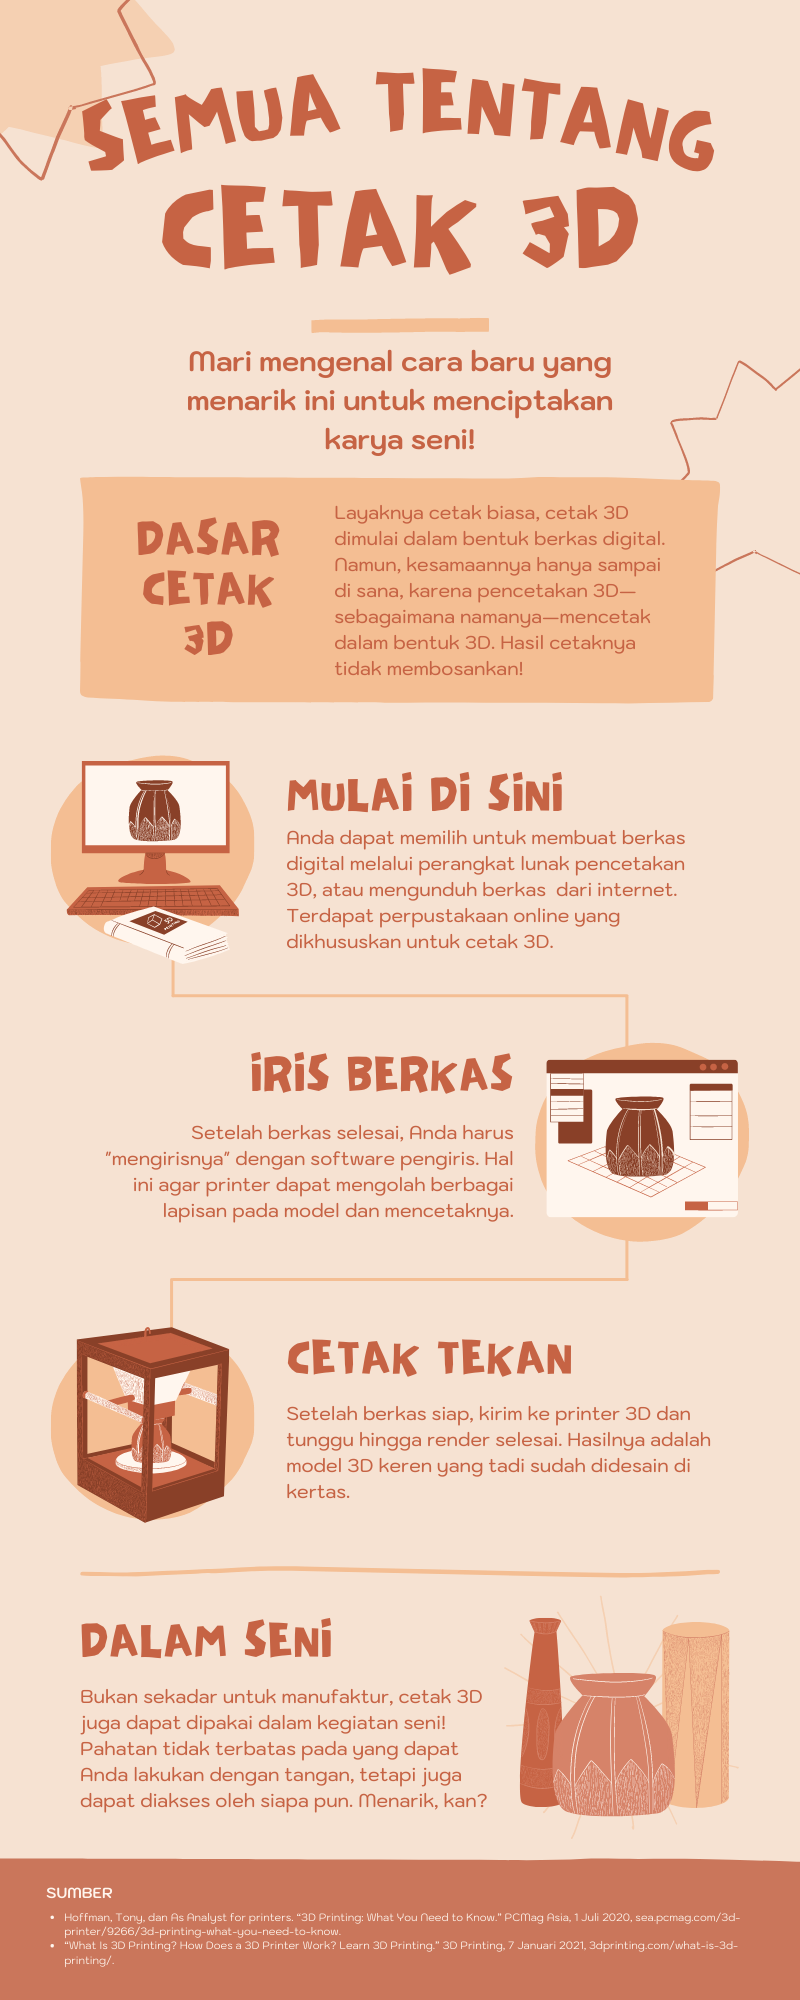 SEMUA TENTANG
CETAK 3D
Mari mengenal cara baru yang
menarik ini untuk menciptakan
karya seni!
DASAR
CETAK
3D
Layaknya cetak biasa, cetak 3D
dimulai dalam bentuk berkas digital.
Namun, kesamaannya hanya sampai
di sana, karena pencetakan 3D—
sebagaimana namanya—mencetak
dalam bentuk 3D. Hasil cetaknya
tidak membosankan!
MULAI DI SINI
Anda dapat memilih untuk membuat berkas
digital melalui perangkat lunak pencetakan
3D, atau mengunduh berkas  dari internet.
Terdapat perpustakaan online yang
dikhususkan untuk cetak 3D.
IRIS BERKAS
Setelah berkas selesai, Anda harus
"mengirisnya" dengan software pengiris. Hal
ini agar printer dapat mengolah berbagai
lapisan pada model dan mencetaknya.
CETAK TEKAN
Setelah berkas siap, kirim ke printer 3D dan
tunggu hingga render selesai. Hasilnya adalah
model 3D keren yang tadi sudah didesain di
kertas.
DALAM SENI
Bukan sekadar untuk manufaktur, cetak 3D
juga dapat dipakai dalam kegiatan seni!
Pahatan tidak terbatas pada yang dapat
Anda lakukan dengan tangan, tetapi juga
dapat diakses oleh siapa pun. Menarik, kan?
SUMBER
• Hoffman, Tony, dan As Analyst for printers. “3D Printing: What You Need to Know.” PCMag Asia, 1 Juli 2020, sea.pcmag.com/3d-
printer/9266/3d-printing-what-you-need-to-know.
• “What Is 3D Printing? How Does a 3D Printer Work? Learn 3D Printing.” 3D Printing, 7 Januari 2021, 3dprinting.com/what-is-3d-
printing/.